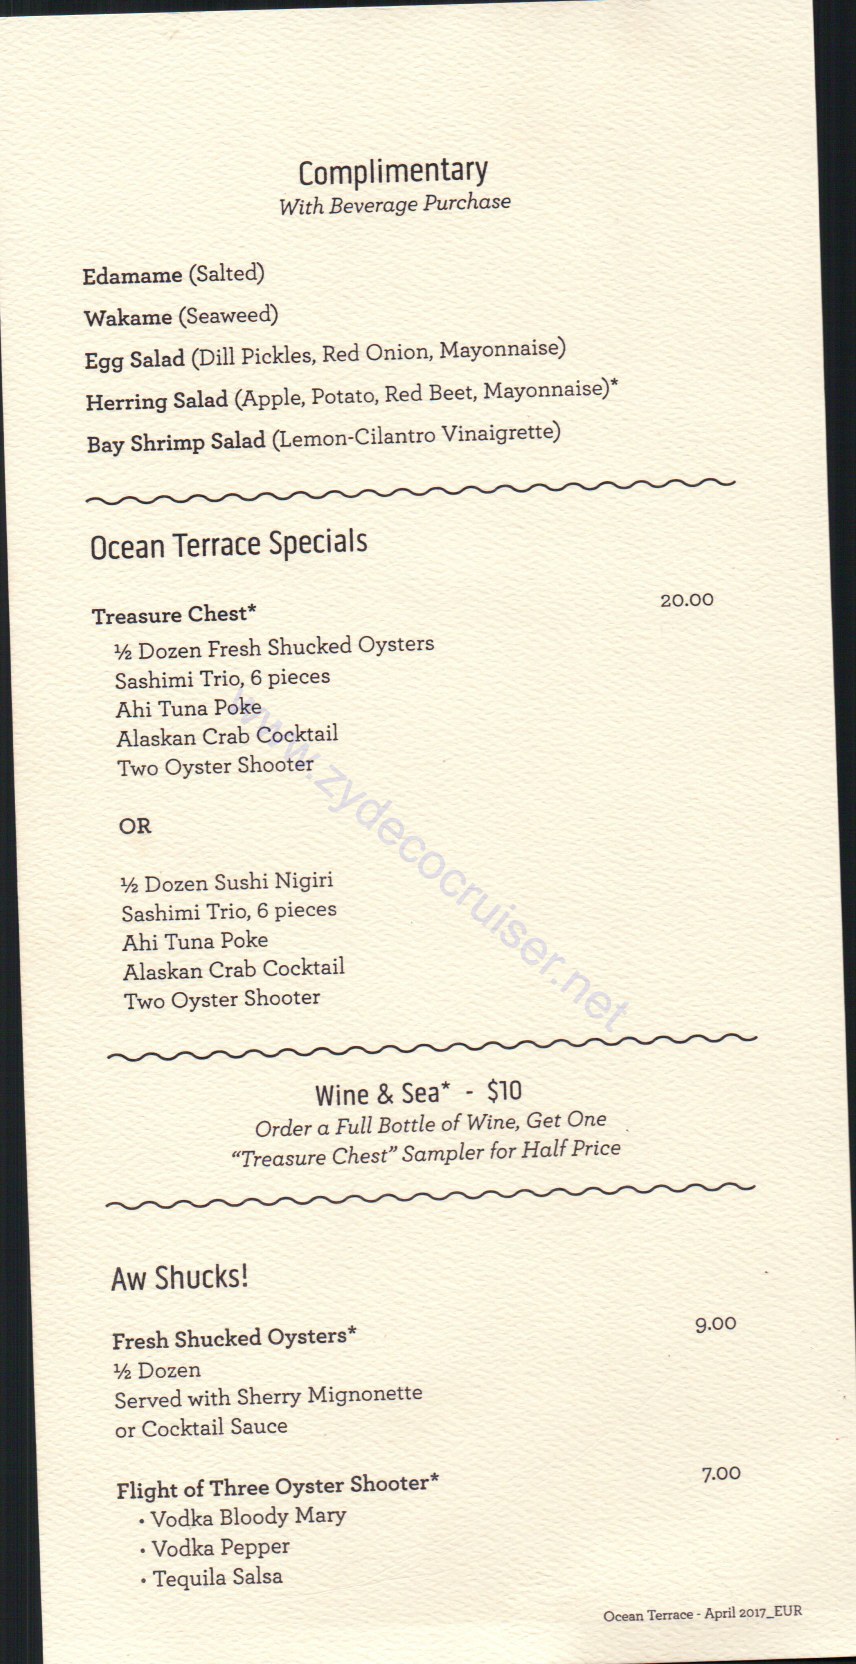 Complimentary
With Beverage Purchase
Edamame (Salted)
Wakame (Seaweed)
Egg Salad (Dill Pickles, Red Onion, Mayonnaise)
Herring Salad (Apple, Potato, Red Beet, Mayonnaise)*
Bay Shrimp Salad (Lemon-Cilantro Vinaigrette)
Ocean Terrace Specials
Treasure Chest* 20.00
½ Dozen Fresh Shucked Oysters
Sashimi Trio, 6 pieces
Ahi Tuna Poke
Alaskan Crab Cocktail
Two Oyster Shooter
OR
½ Dozen Sushi Nigiri
Sashimi Trio, 6 pieces
Ahi Tuna Poke
Alaskan Crab Cocktail
Two Oyster Shooter
www.zydecocruiser.net
Wine & Sea* - $10
Order a Full Bottle of Wine, Get One
"Treasure Chest" Sampler for Half Price
Aw Shucks!
Fresh Shucked Oysters* 9.00
½ Dozen
Served with Sherry Mignonette
or Cocktail Sauce
Flight of Three Oyster Shooter* 7.00
• Vodka Bloody Mary
• Vodka Pepper
• Tequila Salsa
Ocean Terrace - April 2017_EUR